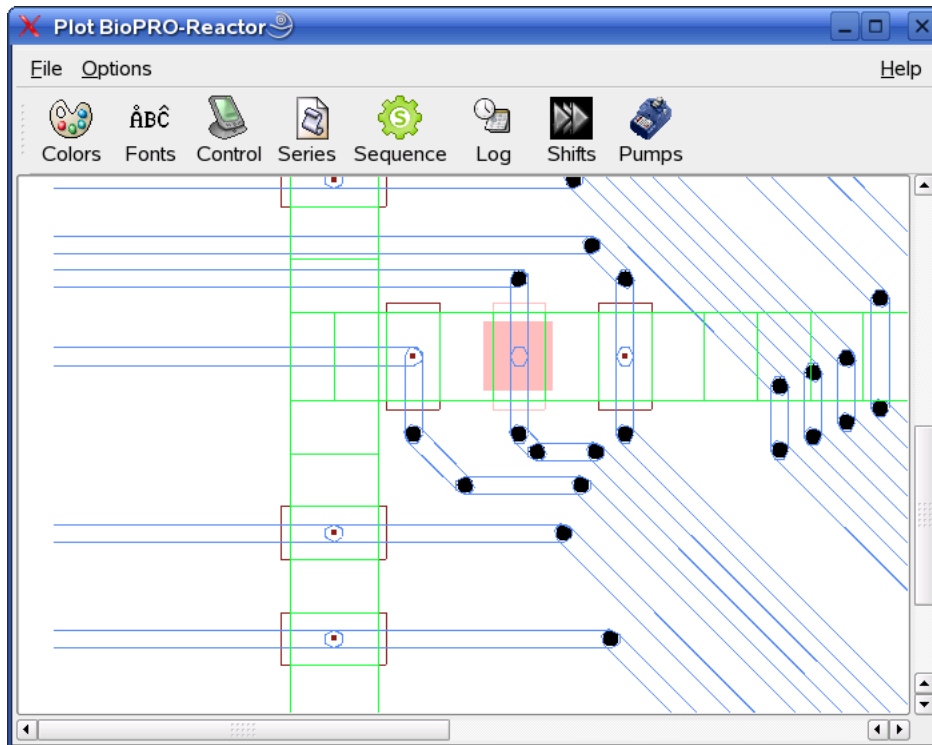 Plot BioPRO-Reactor
File Options Help
ÅBĈ
S
Colors Fonts Control Series Sequence Log Shifts Pumps